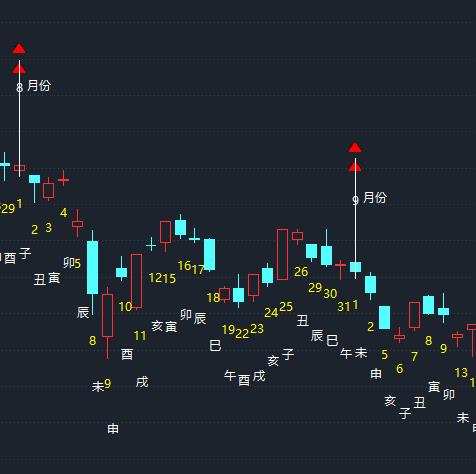 8 月份
9 月份
29
1
2
3
4
5
8
9
10
11
12
15
16
17
18
19
22
23
24
25
26
29
30
31
1
2
5
6
7
8
9
13
酉
子
丑
寅
卯
辰
未
申
酉
戌
亥
寅
卯
辰
巳
午
酉
戌
亥
子
丑
辰
巳
午
未
申
亥
子
丑
寅
卯
未